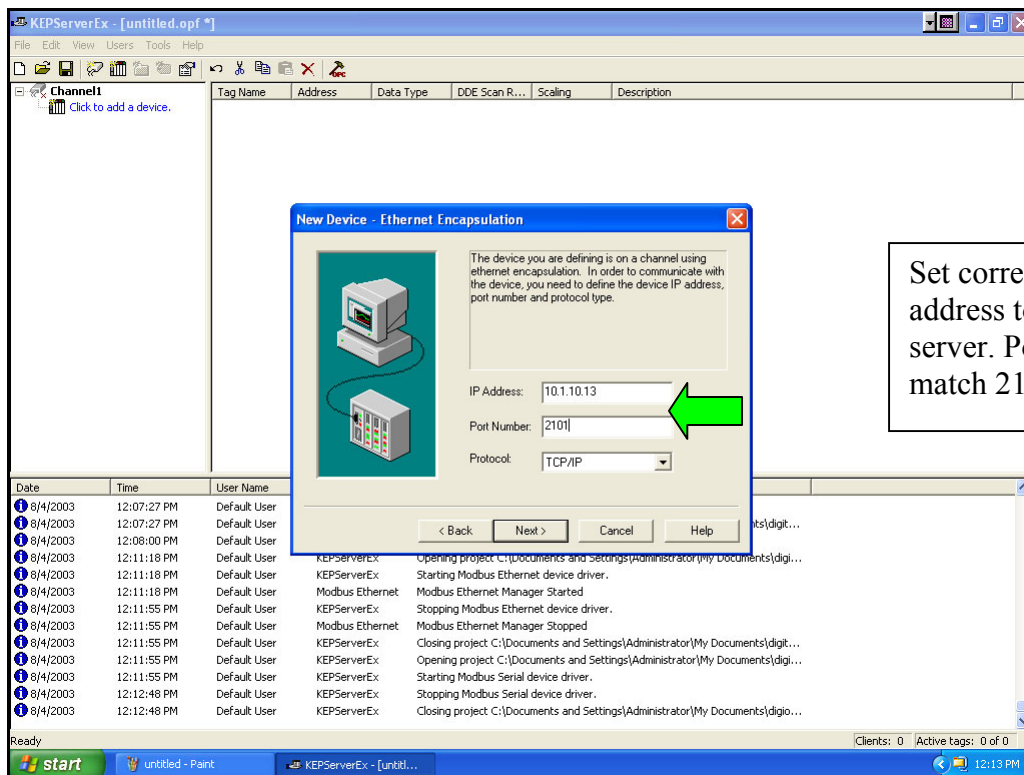 KEPServerEx - [untitled.opf *]
File Edit View Users Tools Help
Channel1
Click to add a device.
Tag Name Address Data Type DDE Scan R... Scaling Description
New Device - Ethernet Encapsulation
The device you are defining is on a channel using
ethernet encapsulation. In order to communicate with
the device, you need to define the device IP address,
port number and protocol type.
IP Address: 10.1.10.13
Port Number: 2101
Protocol: TCP/IP
< Back Next > Cancel Help
Set corre
address t
server. P
match 21
Date Time User Name
8/4/2003 12:07:27 PM Default User
8/4/2003 12:07:27 PM Default User nts\digit...
8/4/2003 12:08:00 PM Default User
8/4/2003 12:11:18 PM Default User KEPServerEx Opening project C:\Documents and Settings\Administrator\My Documents\digi...
8/4/2003 12:11:18 PM Default User KEPServerEx Starting Modbus Ethernet device driver.
8/4/2003 12:11:18 PM Default User Modbus Ethernet Modbus Ethernet Manager Started
8/4/2003 12:11:55 PM Default User KEPServerEx Stopping Modbus Ethernet device driver.
8/4/2003 12:11:55 PM Default User Modbus Ethernet Modbus Ethernet Manager Stopped
8/4/2003 12:11:55 PM Default User KEPServerEx Closing project C:\Documents and Settings\Administrator\My Documents\digit...
8/4/2003 12:11:55 PM Default User KEPServerEx Opening project C:\Documents and Settings\Administrator\My Documents\digi...
8/4/2003 12:11:55 PM Default User KEPServerEx Starting Modbus Serial device driver.
8/4/2003 12:12:48 PM Default User KEPServerEx Stopping Modbus Serial device driver.
8/4/2003 12:12:48 PM Default User KEPServerEx Closing project C:\Documents and Settings\Administrator\My Documents\digio...
Ready Clients: 0 Active tags: 0 of 0
start untitled - Paint KEPServerEx - [untitl... 12:13 PM